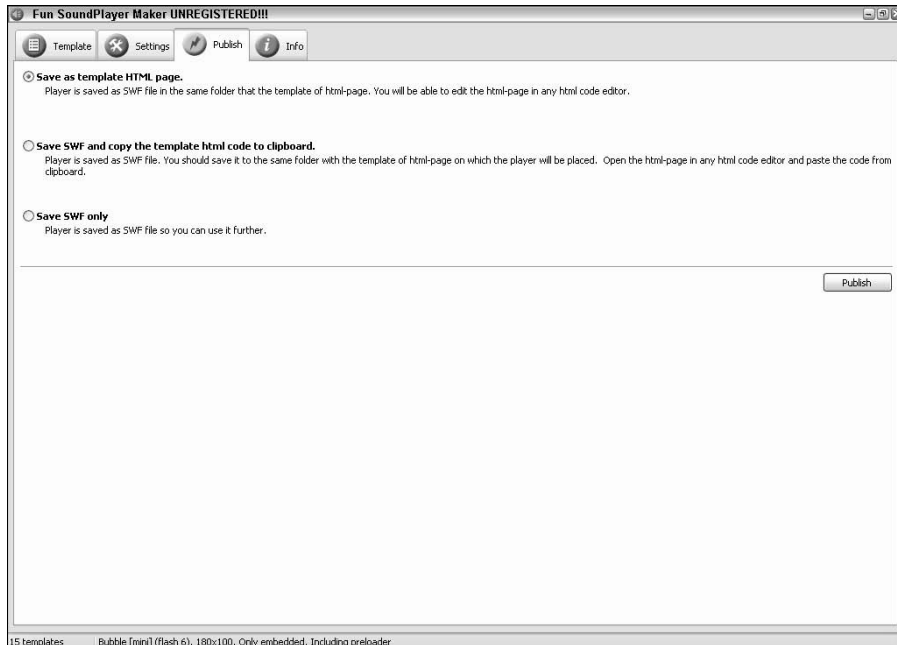 Fun SoundPlayer Maker UNREGISTERED!!!
Template Settings Publish Info
Save as template HTML page.
Player is saved as SWF file in the same folder that the template of html-page. You will be able to edit the html-page in any html code editor.
Save SWF and copy the template html code to clipboard.
Player is saved as SWF file. You should save it to the same folder with the template of html-page on which the player will be placed. Open the html-page in any html code editor and paste the code from
clipboard.
Save SWF only
Player is saved as SWF file so you can use it further.
Publish
15 templates Bubble [mini] (flash 6), 180x100, Only embedded, Including preloader